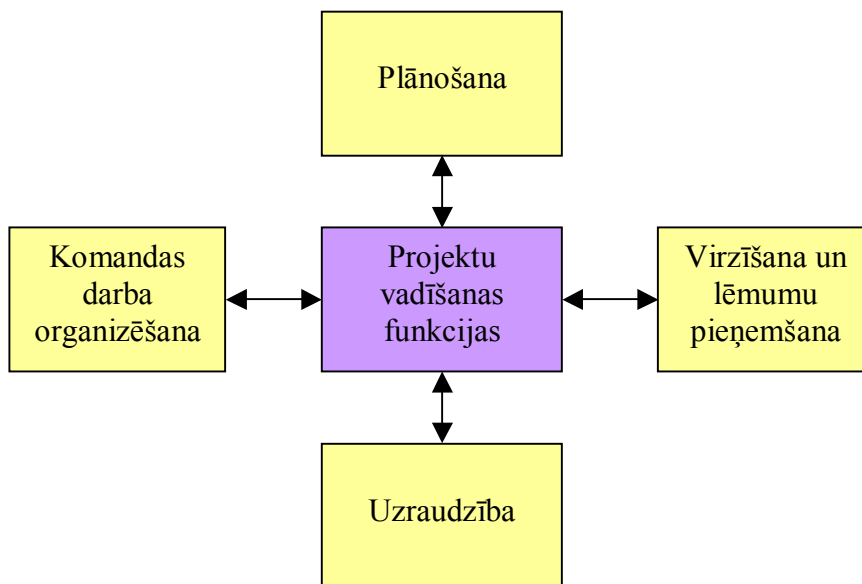 Plānošana
Komandas
darba
organizēšana
Projektu
vadīšanas
funkcijas
Virzīšana un
lēmumu
pieņemšana
Uzraudzība